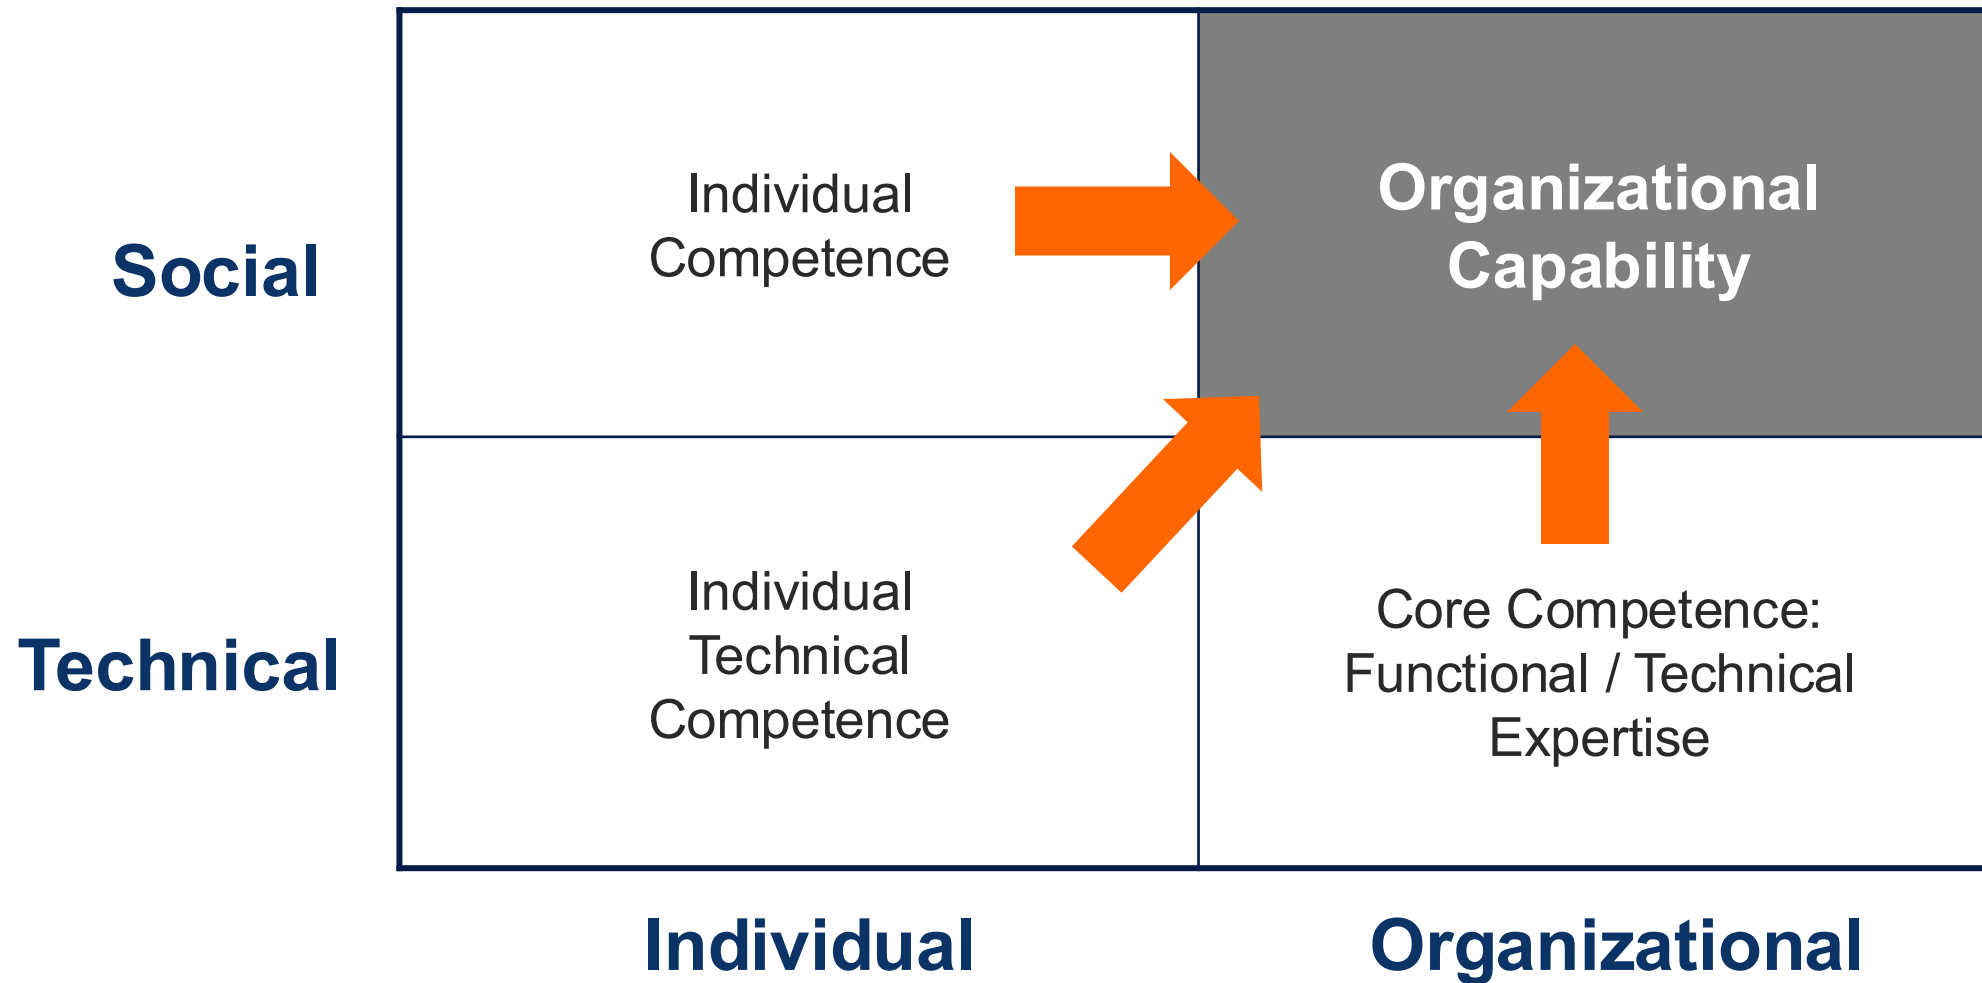 Social
Individual
Competence
Organizational
Capability
Technical
Individual
Technical
Competence
Core Competence:
Functional / Technical
Expertise
Individual
Organizational